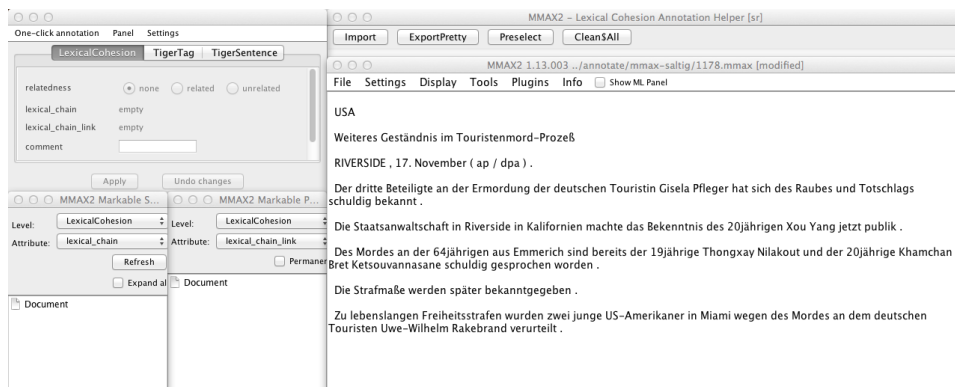 One-click annotation Panel Settings
LexicalCohesion TigerTag TigerSentence
relatedness none related unrelated
lexical_chain empty
lexical_chain_link empty
comment
Apply Undo changes
MMAX2 Markable S...
Level: LexicalCohesion
Attribute: lexical_chain
Refresh
Expand al
Document
MMAX2 Markable P...
Level: LexicalCohesion
Attribute: lexical_chain_link
Permaner
Document
MMAX2 – Lexical Cohesion Annotation Helper [sr]
Import ExportPretty Preselect Clean$All
MMAX2 1.13.003 ../annotate/mmax-saltig/1178.mmax [modified]
File Settings Display Tools Plugins Info Show ML Panel
USA
Weiteres Geständnis im Touristenmord-Prozeß
RIVERSIDE , 17. November ( ap / dpa ) .
Der dritte Beteiligte an der Ermordung der deutschen Touristin Gisela Pfleger hat sich des Raubes und Totschlags
schuldig bekannt .
Die Staatsanwaltschaft in Riverside in Kalifornien machte das Bekenntnis des 20jährigen Xou Yang jetzt publik .
Des Mordes an der 64jährigen aus Emmerich sind bereits der 19jährige Thongxay Nilakout und der 20jährige Khamchan
Bret Ketsouvannasane schuldig gesprochen worden .
Die Strafmaße werden später bekanntgegeben .
Zu lebenslangen Freiheitsstrafen wurden zwei junge US-Amerikaner in Miami wegen des Mordes an dem deutschen
Touristen Uwe-Wilhelm Rakebrand verurteilt .